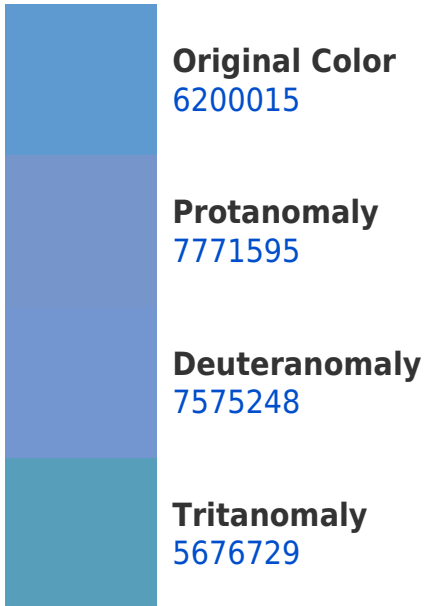 Original Color
6200015
Protanomaly
7771595
Deuteranomaly
7575248
Tritanomaly
5676729